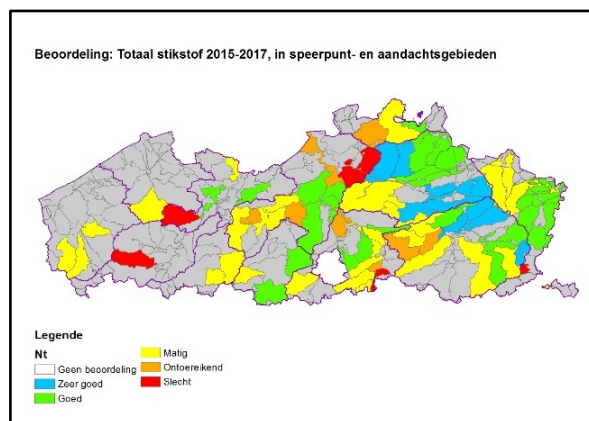 Beoordeling: Totaal stikstof 2015-2017, in speerpunt- en aandachtsgebieden
Legende
Nt
Geen beoordeling
Zeer goed
Goed
Matig
Ontoereikend
Slecht